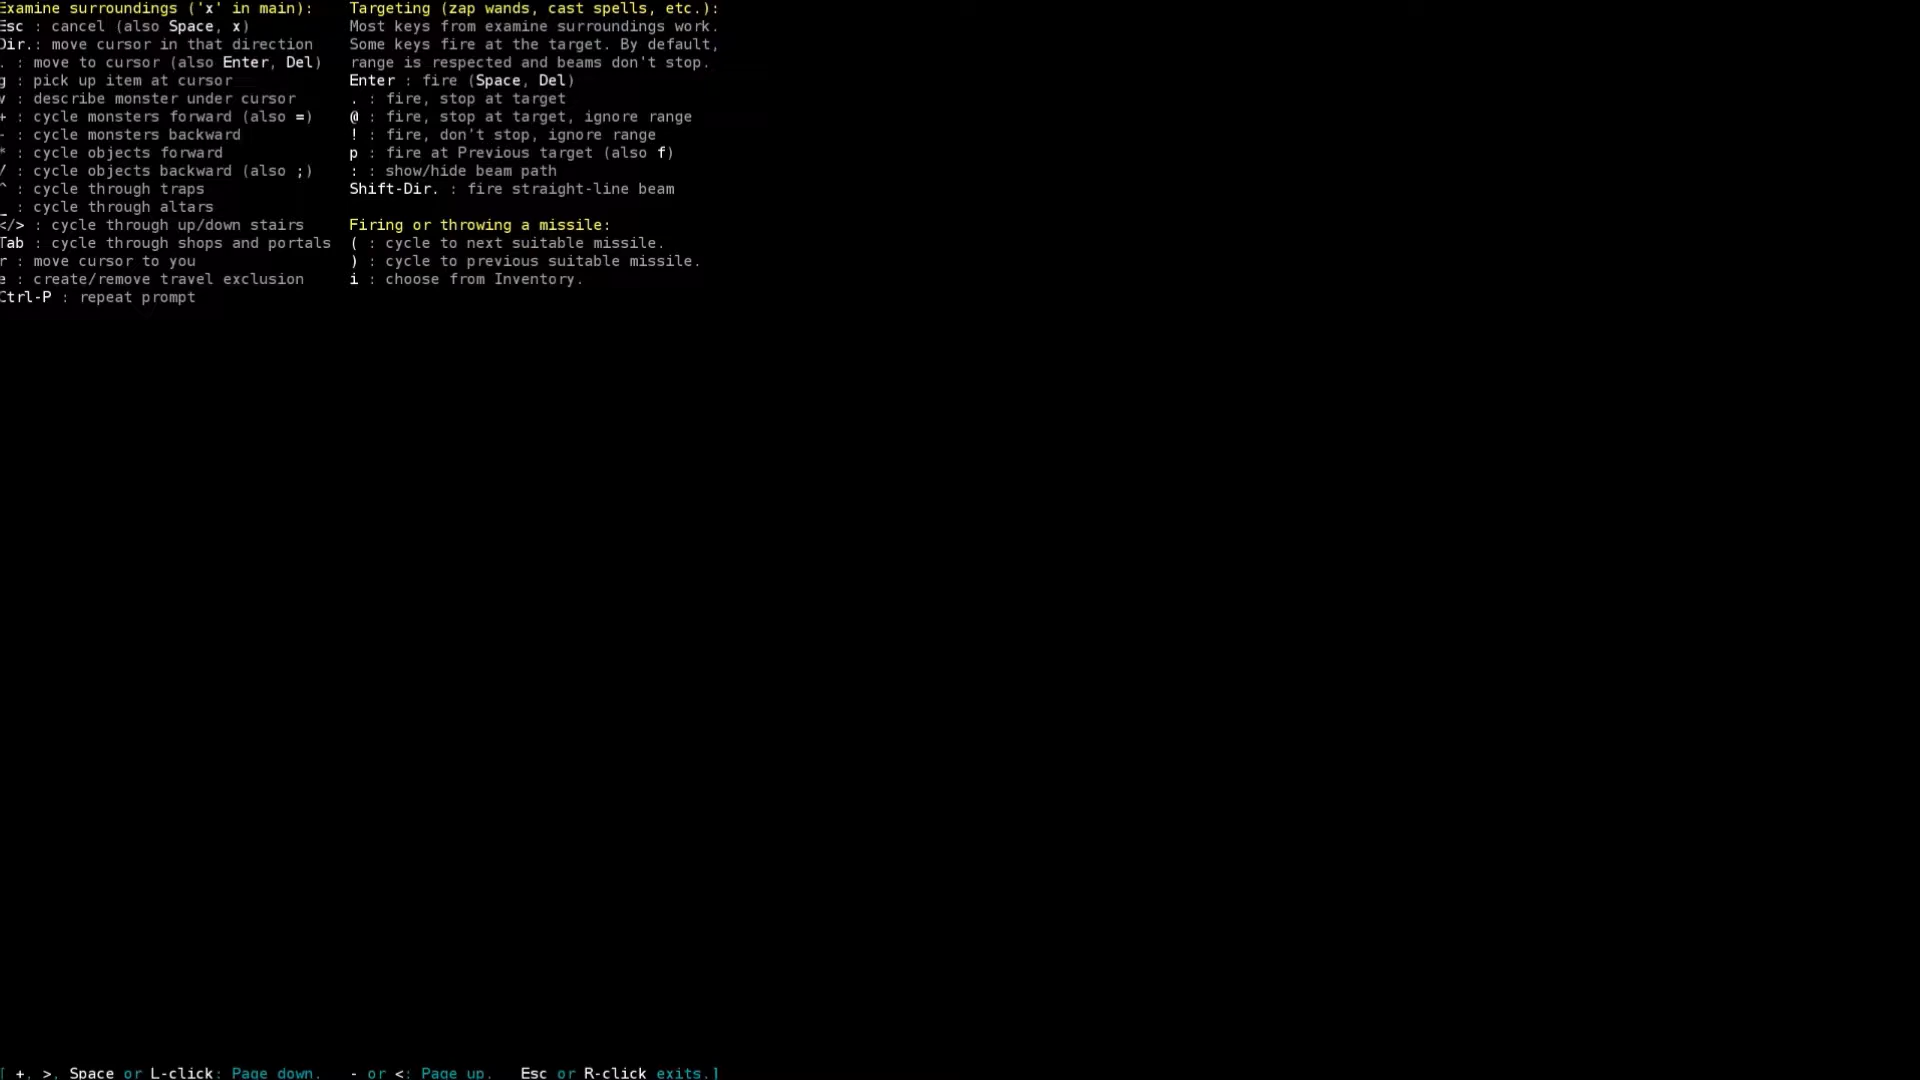 Examine surroundings ('x' in main):
Esc : cancel (also Space, x)
Dir.: move cursor in that direction
. : move to cursor (also Enter, Del)
g : pick up item at cursor
v : describe monster under cursor
+ : cycle monsters forward (also =)
- : cycle monsters backward
* : cycle objects forward
/ : cycle objects backward (also ;)
^ : cycle through traps
_ : cycle through altars
</> : cycle through up/down stairs
Tab : cycle through shops and portals
r : move cursor to you
e : create/remove travel exclusion
Ctrl-P : repeat prompt
Targeting (zap wands, cast spells, etc.):
Most keys from examine surroundings work.
Some keys fire at the target. By default,
range is respected and beams don't stop.
Enter : fire (Space, Del)
. : fire, stop at target
@ : fire, stop at target, ignore range
! : fire, don't stop, ignore range
p : fire at Previous target (also f)
: : show/hide beam path
Shift-Dir. : fire straight-line beam
Firing or throwing a missile:
( : cycle to next suitable missile.
) : cycle to previous suitable missile.
i : choose from Inventory.
[ +, >, Space or L-click: Page down.   - or <: Page up.   Esc or R-click exits.]